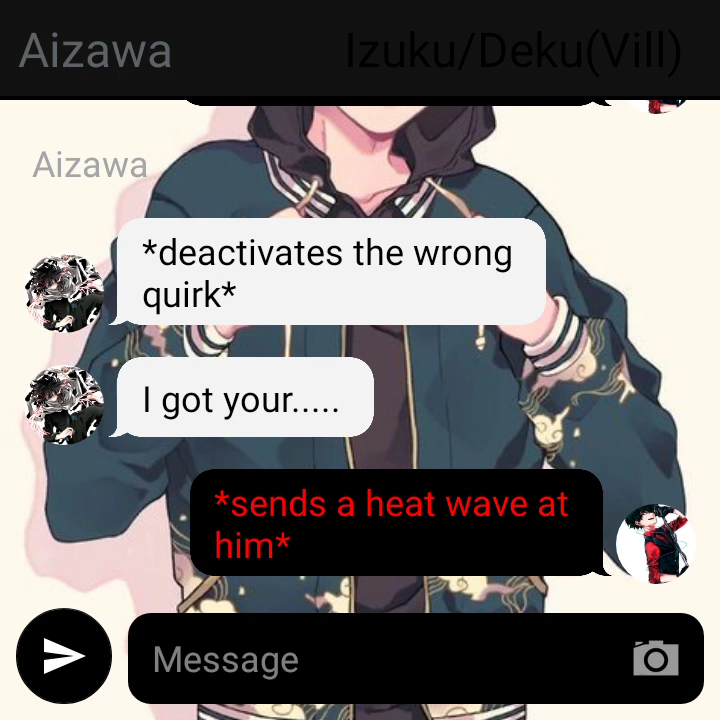 Aizawa Izuku/Deku(Vill)
Aizawa
*deactivates the wrong
quirk*
I got your.....
*sends a heat wave at
him*
Message